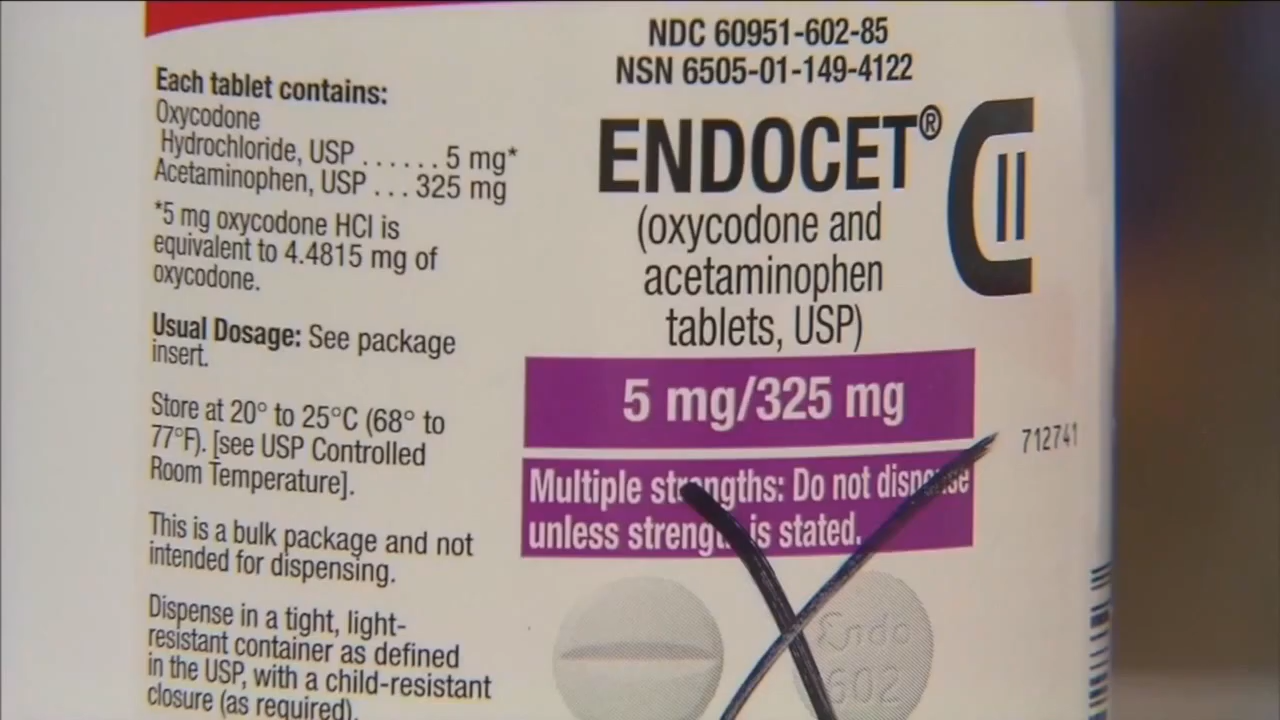 NDC 60951-602-85
NSN 6505-01-149-4122
ENDOCET® CII
(oxycodone and
acetaminophen
tablets, USP)
5 mg/325 mg
Multiple strengths: Do not dispense
unless strength is stated.
712741
Each tablet contains:
Oxycodone
Hydrochloride, USP ...... 5 mg*
Acetaminophen, USP ... 325 mg
*5 mg oxycodone HCl is
equivalent to 4.4815 mg of
oxycodone.
Usual Dosage: See package
insert.
Store at 20° to 25°C (68° to
77°F). [see USP Controlled
Room Temperature].
This is a bulk package and not
intended for dispensing.
Dispense in a tight, light-
resistant container as defined
in the USP, with a child-resistant
closure (as required).
602